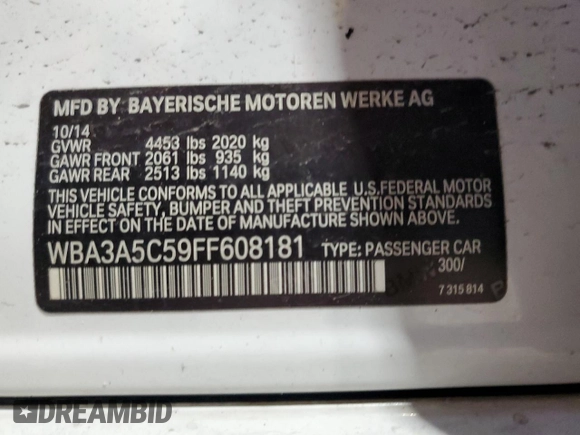 MFD BY BAYERISCHE MOTOREN WERKE AG
10/14
GVWR 4453 lbs 2020 kg
GAWR FRONT 2061 lbs 935 kg
GAWR REAR 2513 lbs 1140 kg
THIS VEHICLE CONFORMS TO ALL APPLICABLE U.S.FEDERAL MOTOR
VEHICLE SAFETY, BUMPER, AND THEFT PREVENTION STANDARDS
IN EFFECT ON THE DATE OF MANUFACTURE SHOWN ABOVE.
WBA3A5C59FF608181 TYPE: PASSENGER CAR
300/
7 315 814 P
DREAMBID